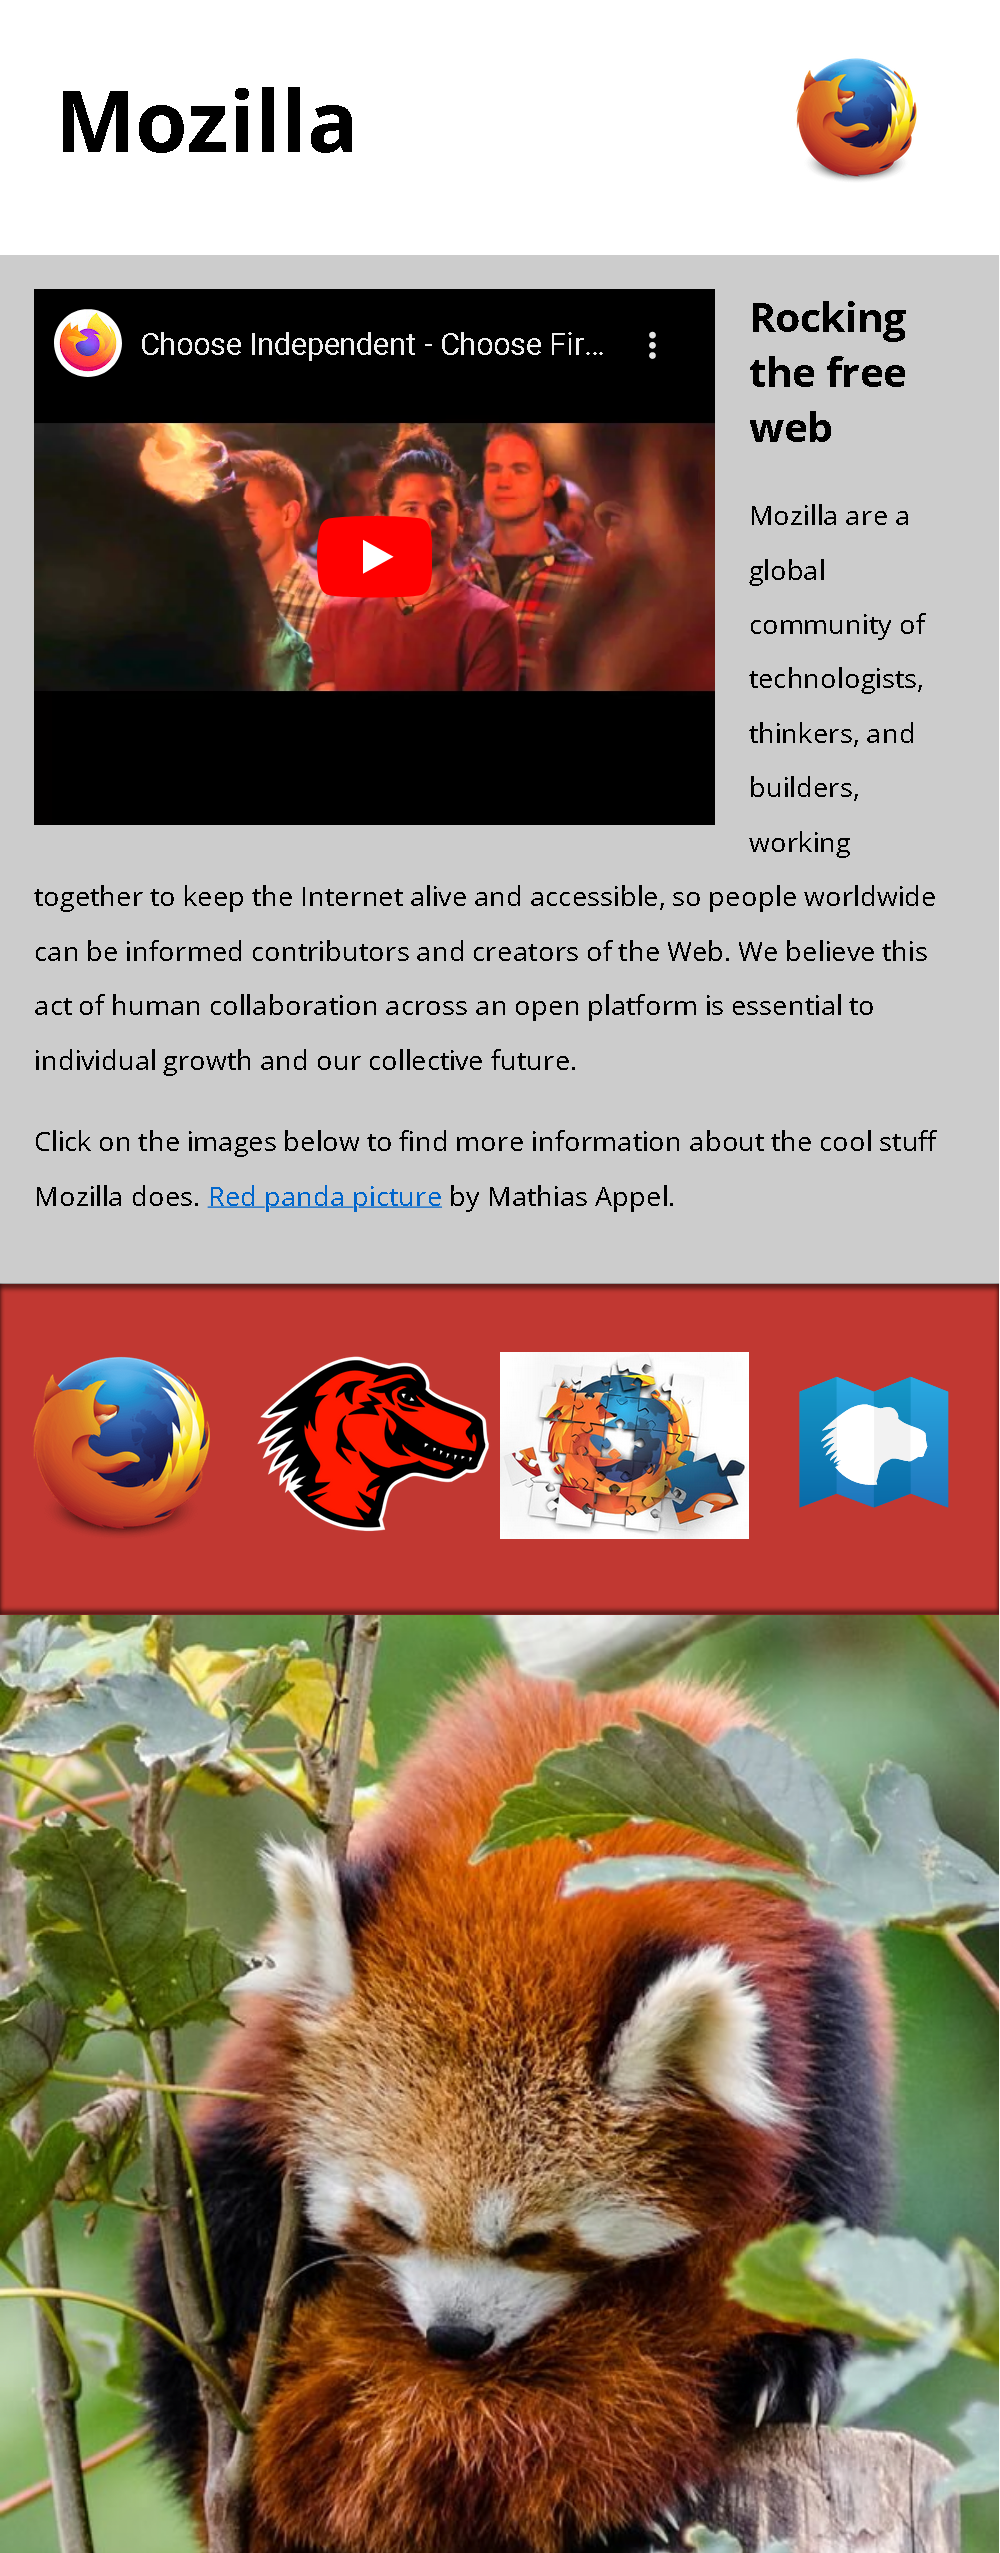 Mozilla
Choose Independent - Choose Fir...
Rocking
the free
web
Mozilla are a
global
community of
technologists,
thinkers, and
builders,
working
together to keep the Internet alive and accessible, so people worldwide
can be informed contributors and creators of the Web. We believe this
act of human collaboration across an open platform is essential to
individual growth and our collective future.
Click on the images below to find more information about the cool stuff
Mozilla does. Red panda picture by Mathias Appel.